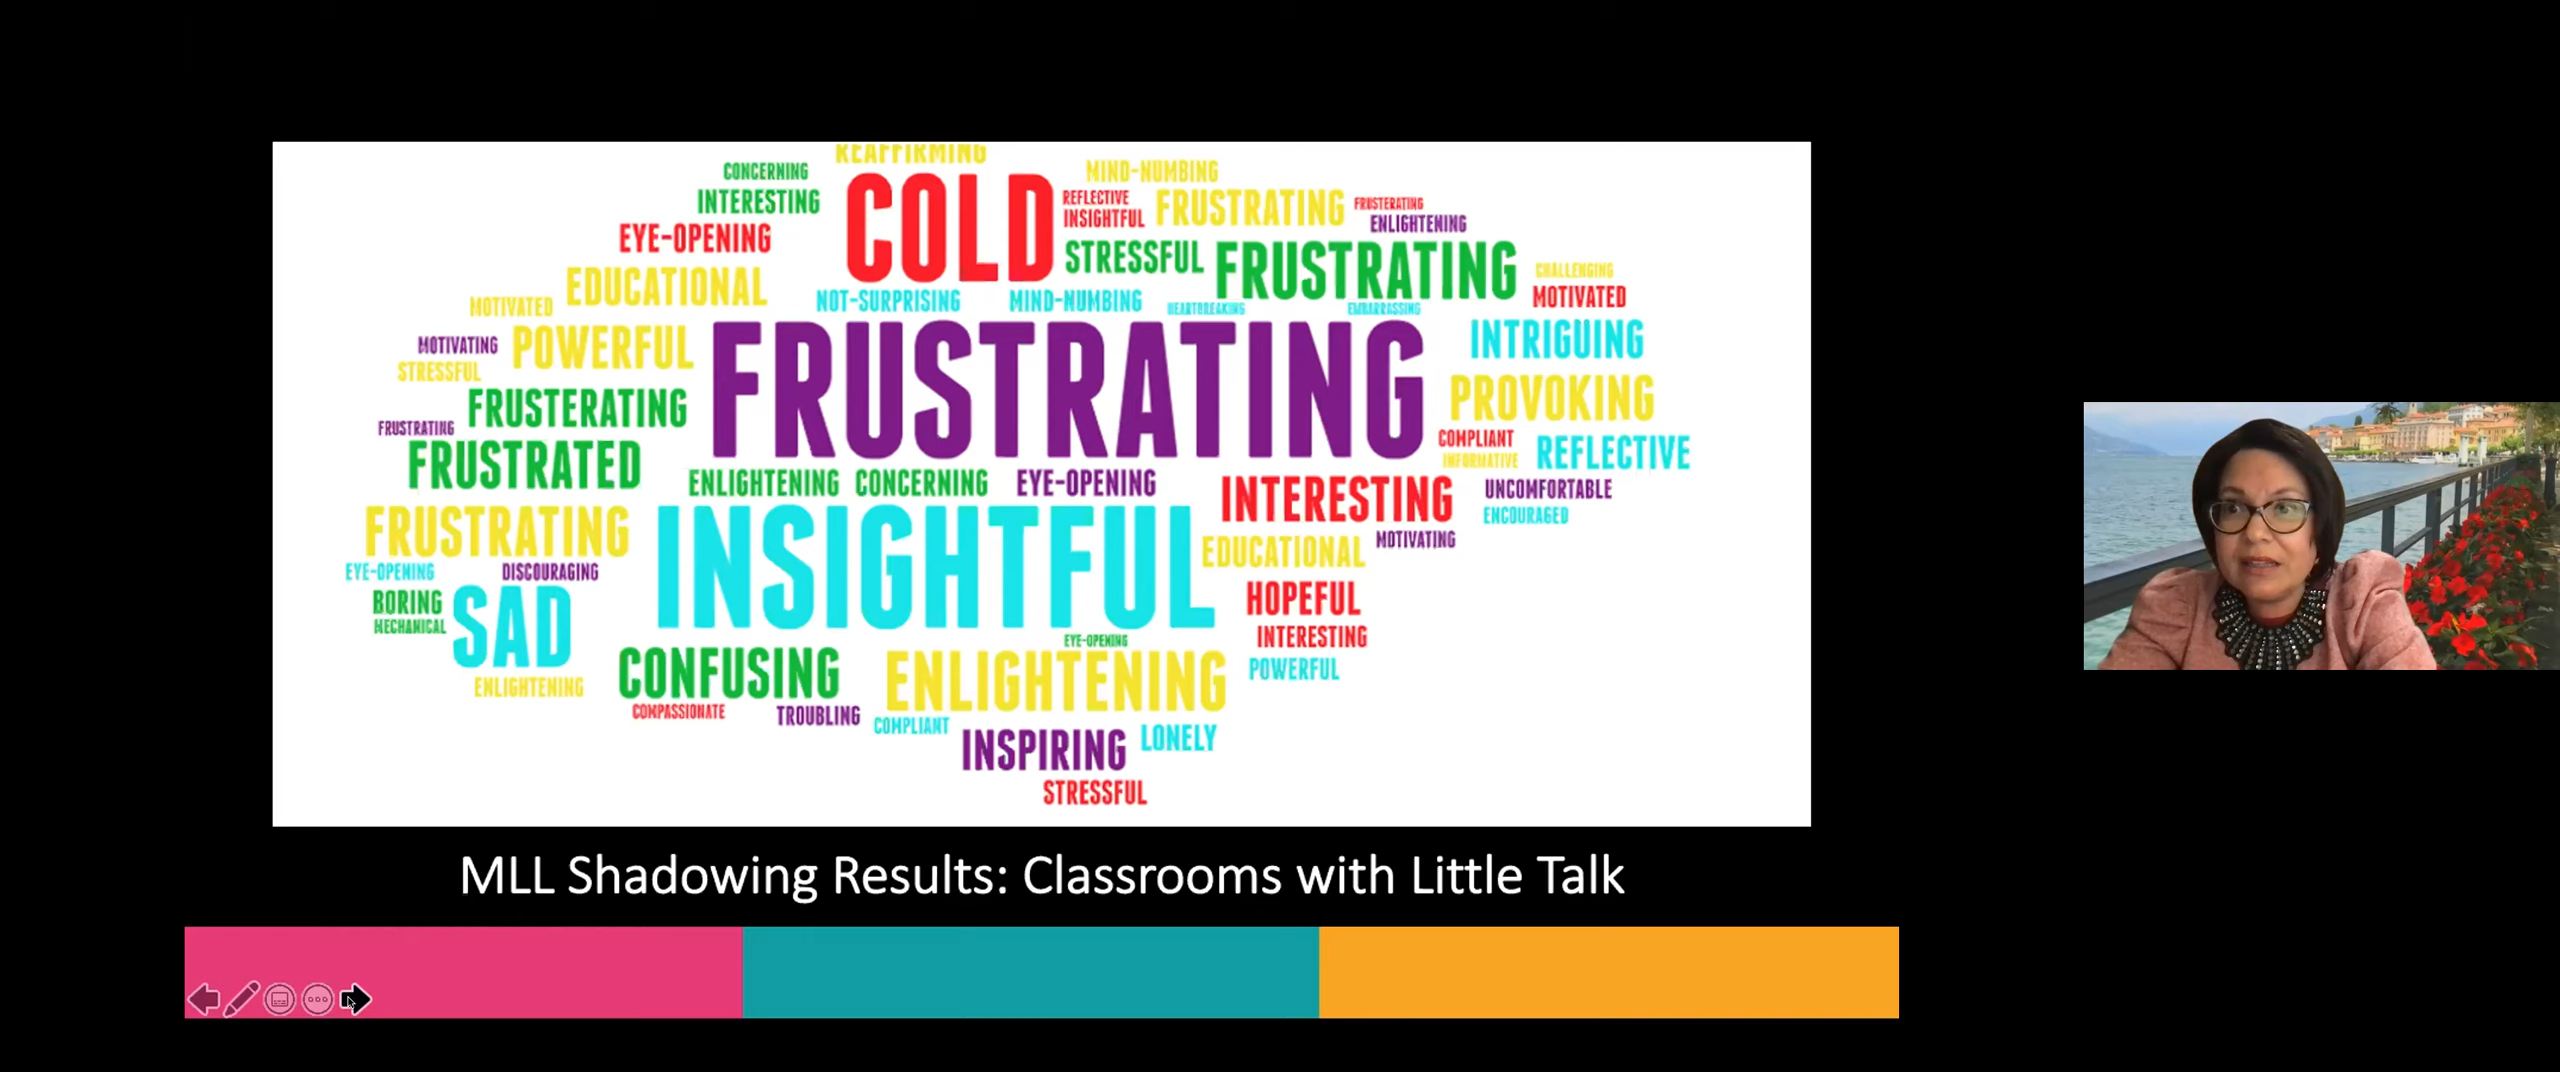 REAFFIRMING
CONCERNING
MIND-NUMBING
INTERESTING
COLD
REFLECTIVE
INSIGHTFUL
FRUSTRATING
FRUSTERATING
ENLIGHTENING
EYE-OPENING
STRESSFUL
FRUSTRATING
CHALLENGING
EDUCATIONAL
MOTIVATED
NOT-SURPRISING
MIND-NUMBING
HEARTBREAKING
EMBARRASSING
MOTIVATED
MOTIVATING
POWERFUL
FRUSTRATING
INTRIGUING
STRESSFUL
FRUSTERATING
PROVOKING
FRUSTRATING
FRUSTRATED
COMPLIANT
INFORMATIVE
REFLECTIVE
ENLIGHTENING
CONCERNING
EYE-OPENING
INTERESTING
UNCOMFORTABLE
ENCOURAGED
FRUSTRATING
INSIGHTFUL
EDUCATIONAL
MOTIVATING
EYE-OPENING
DISCOURAGING
BORING
MECHANICAL
SAD
HOPEFUL
INTERESTING
EYE-OPENING
CONFUSING
ENLIGHTENING
POWERFUL
ENLIGHTENING
COMPASSIONATE
TROUBLING
COMPLIANT
INSPIRING
LONELY
STRESSFUL
MLL Shadowing Results: Classrooms with Little Talk